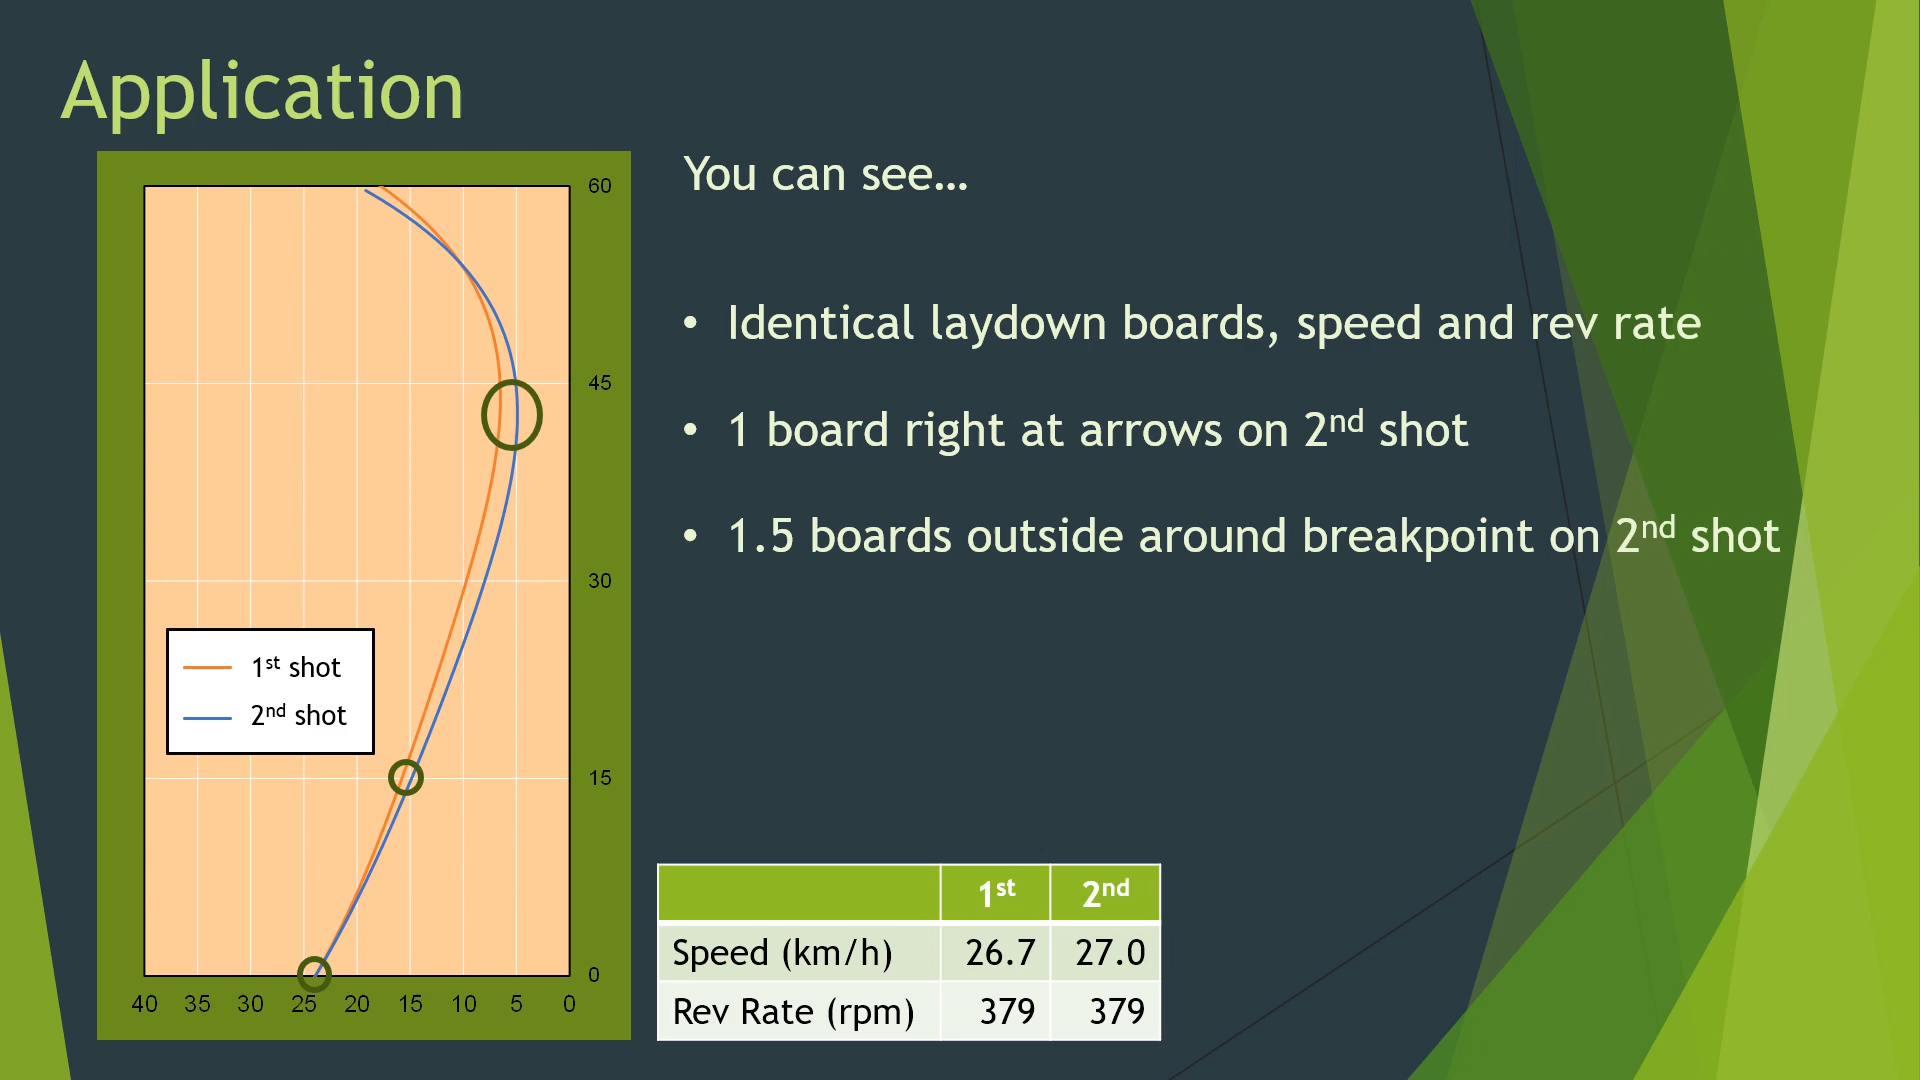 Application
You can see…
• Identical laydown boards, speed and rev rate
• 1 board right at arrows on 2nd shot
• 1.5 boards outside around breakpoint on 2nd shot
60
45
30
15
0
1st shot
2nd shot
40 35 30 25 20 15 10 5 0
1st 2nd
Speed (km/h) 26.7 27.0
Rev Rate (rpm) 379 379